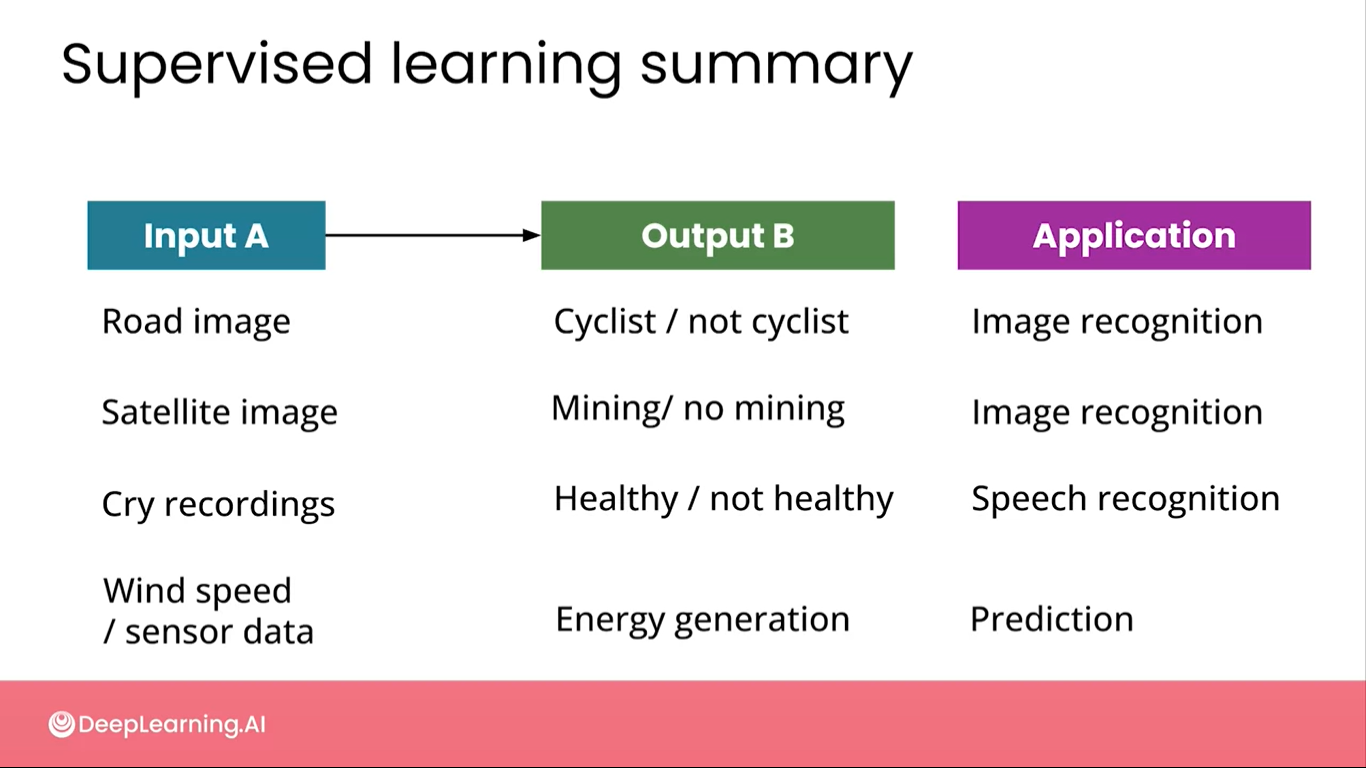 Supervised learning summary
Input A
Output B
Application
Road image
Cyclist / not cyclist
Image recognition
Satellite image
Mining/ no mining
Image recognition
Cry recordings
Healthy / not healthy
Speech recognition
Wind speed
/ sensor data
Energy generation
Prediction
DeepLearning.AI